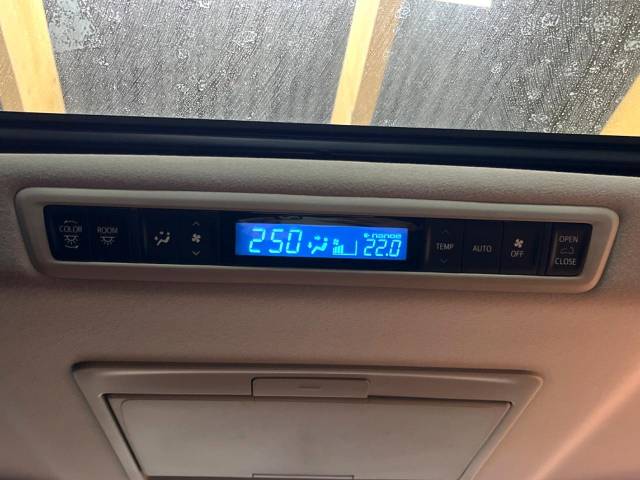 COLOR
ROOM
250
nanoe
22.0
TEMP
AUTO
OFF
OPEN
CLOSE